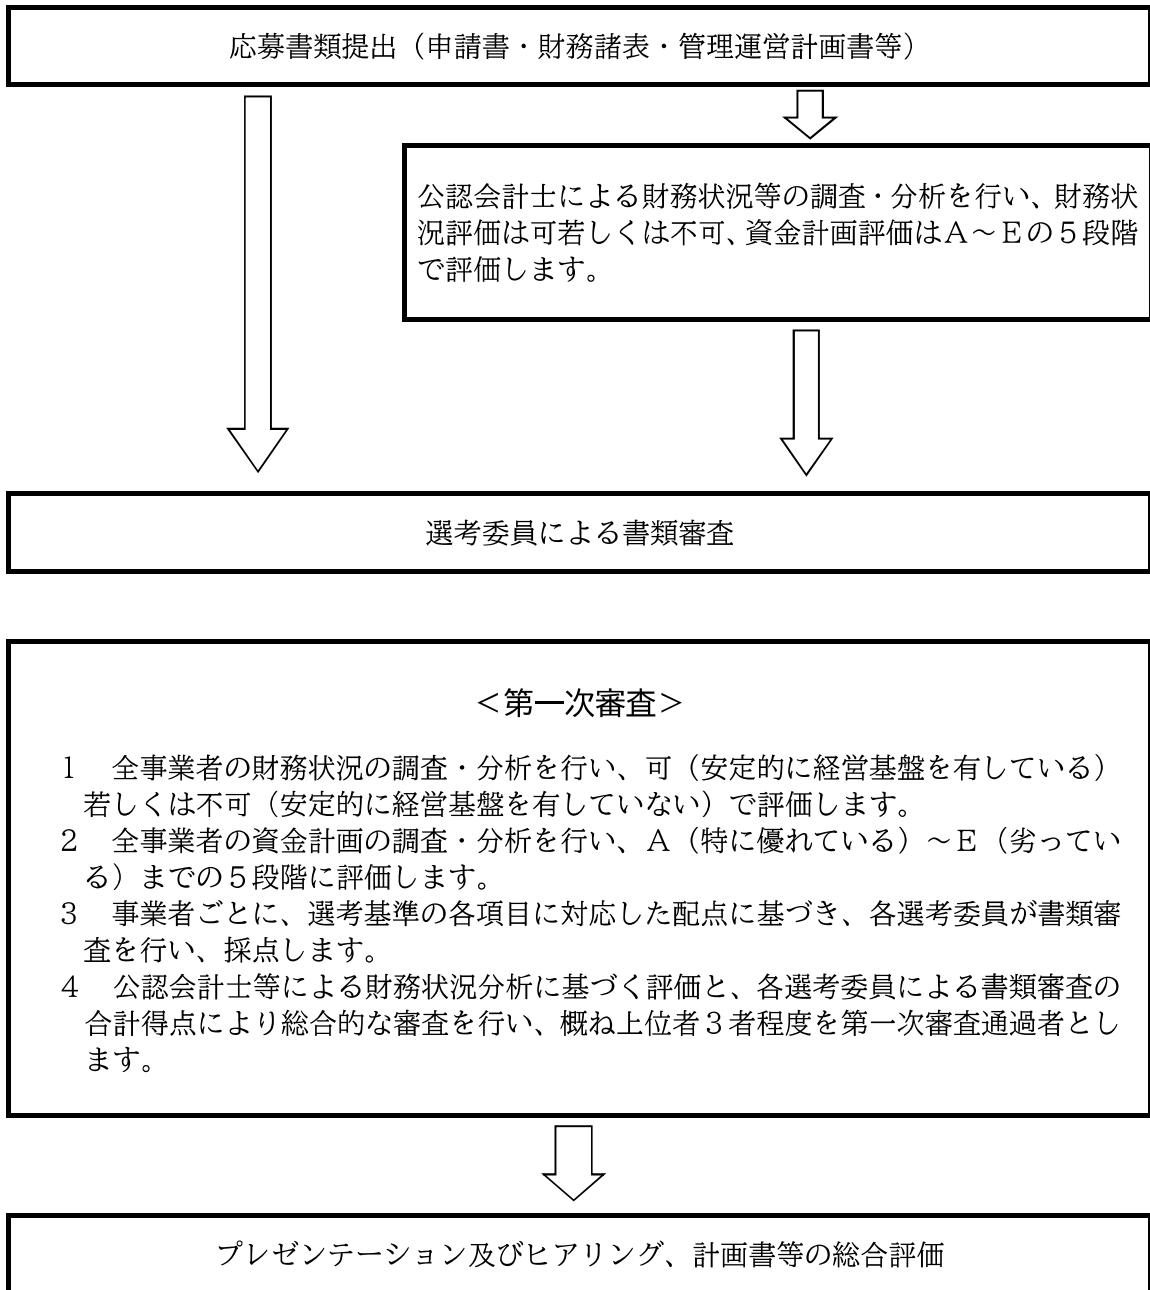 応募書類提出（申請書・財務諸表・管理運営計画書等）
公認会計士による財務状況等の調査・分析を行い、財務状
況評価は可若しくは不可、資金計画評価はＡ～Ｅの５段階
で評価します。
選考委員による書類審査
＜第一次審査＞
１　全事業者の財務状況の調査・分析を行い、可（安定的に経営基盤を有している）
若しくは不可（安定的に経営基盤を有していない）で評価します。
２　全事業者の資金計画の調査・分析を行い、Ａ（特に優れている）～Ｅ（劣ってい
る）までの５段階に評価します。
３　事業者ごとに、選考基準の各項目に対応した配点に基づき、各選考委員が書類審
査を行い、採点します。
４　公認会計士等による財務状況分析に基づく評価と、各選考委員による書類審査の
合計得点により総合的な審査を行い、概ね上位者３者程度を第一次審査通過者とし
ます。
プレゼンテーション及びヒアリング、計画書等の総合評価